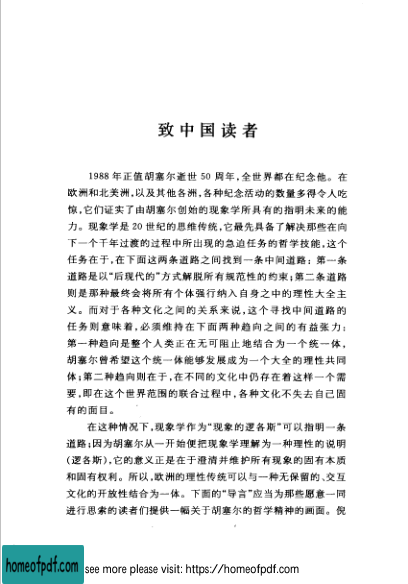 致中国读者
1988 年正值胡塞尔逝世 50 周年,全世界都在纪念他。在
欧洲和北美洲,以及其他各洲,各种纪念活动的数量多得令人吃
惊,它们证实了由胡塞尔创始的现象学所具有的指明未来的能
力。现象学是 20 世纪的思维传统,它最先具备了解决那些在向
下一个千年过渡的过程中所出现的急迫任务的哲学技能,这个
任务在于,在下面这两条道路之间找到一条中间道路：第一条
道路是以“后现代的”方式解脱所有规范性的约束;第二条道路
则是那种最终会将所有个体强行纳入自身之中的理性大全主
义。而对于各种文化之间的关系来说,这个寻找中间道路的
任务则意味着,必须维持在下面两种趋向之间的有益张力：
第一种趋向是整个人类正在无可阻止地结合为一个统一体,
胡塞尔曾希望这个统一体能够发展成为一个大全的理性共同
体;第二种趋向则在于,在不同的文化中仍存在着这样一个需
要,即在这个世界范围的联合过程中,各种文化不失去自己固
有的面目。
在这种情况下,现象学作为“现象的逻各斯”可以指明一条
道路;因为胡塞尔从一开始便把现象学理解为一种理性的说明
(逻各斯),它的意义正是在于澄清并维护所有现象的固有本质
和固有权利。所以,欧洲的理性传统可以与一种无保留的、交互
文化的开放性结合为一体。下面的“导言”应当为那些愿意一同
进行思索的读者们提供一幅关于胡塞尔的哲学精神的画面。倪
homeofpdf.com
see more please visit: https://homeofpdf.com